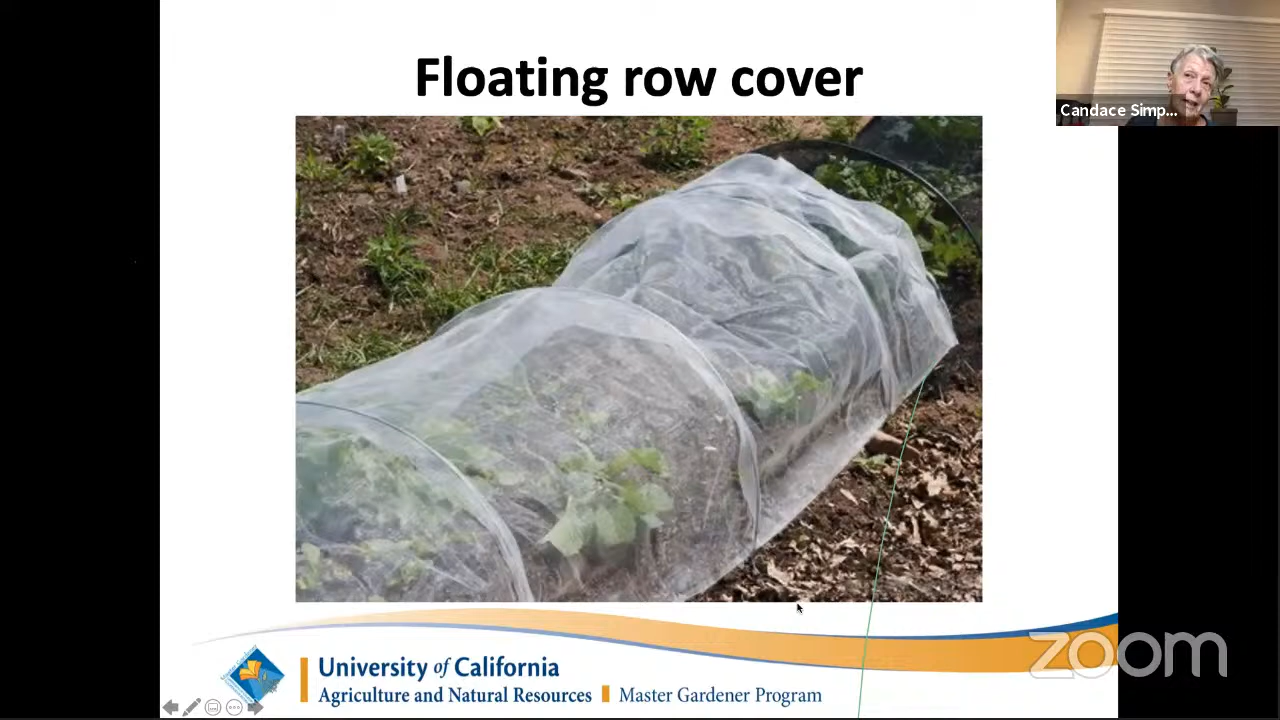 Floating row cover
Candace Simp...
University of California
Agriculture and Natural Resources Master Gardener Program
zoom